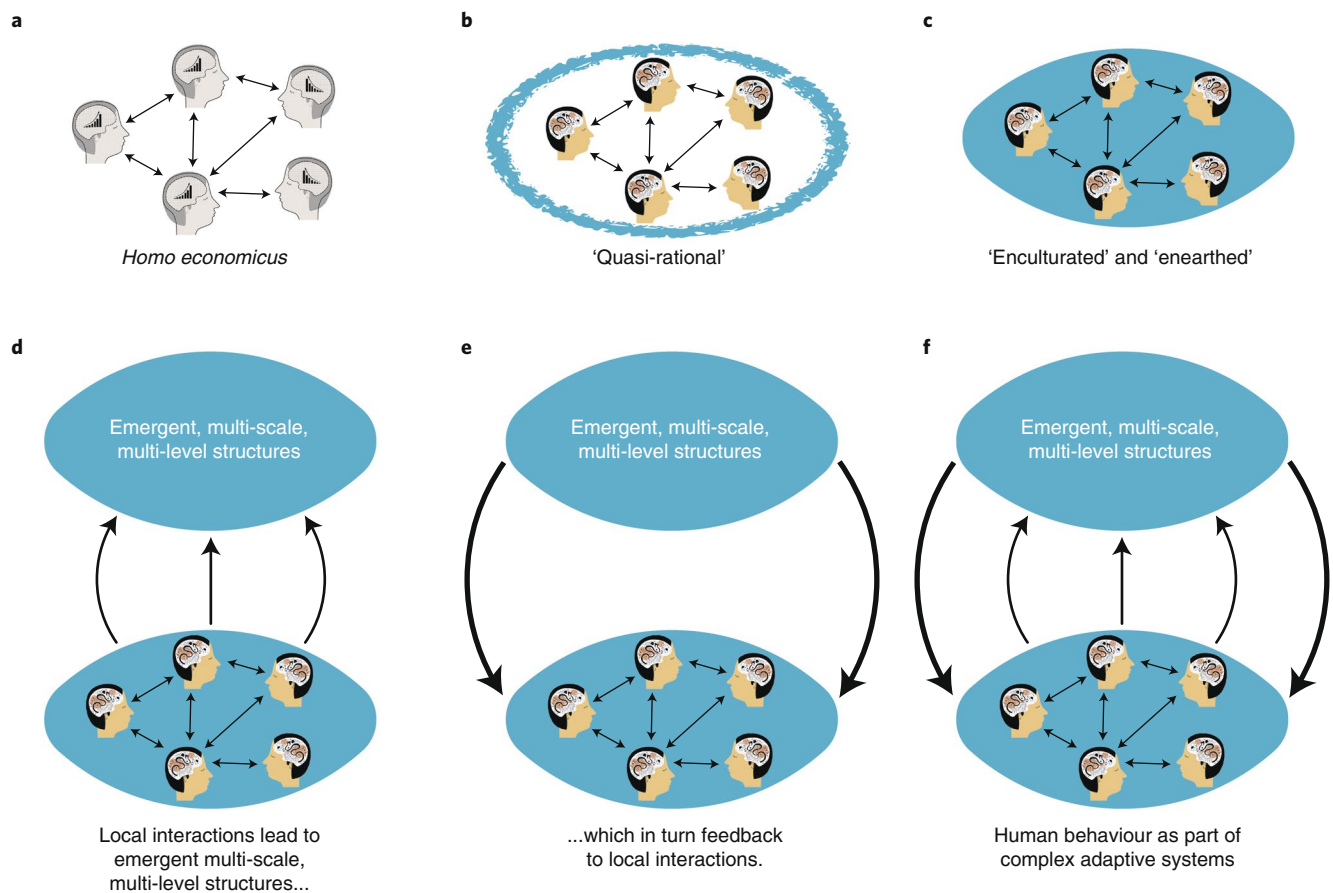 a
b
c
Homo economicus
‘Quasi-rational’
‘Enculturated’ and ‘enearthed’
d
e
f
Emergent, multi-scale,
multi-level structures
Emergent, multi-scale,
multi-level structures
Emergent, multi-scale,
multi-level structures
Local interactions lead to
emergent multi-scale,
multi-level structures...
...which in turn feedback
to local interactions.
Human behaviour as part of
complex adaptive systems